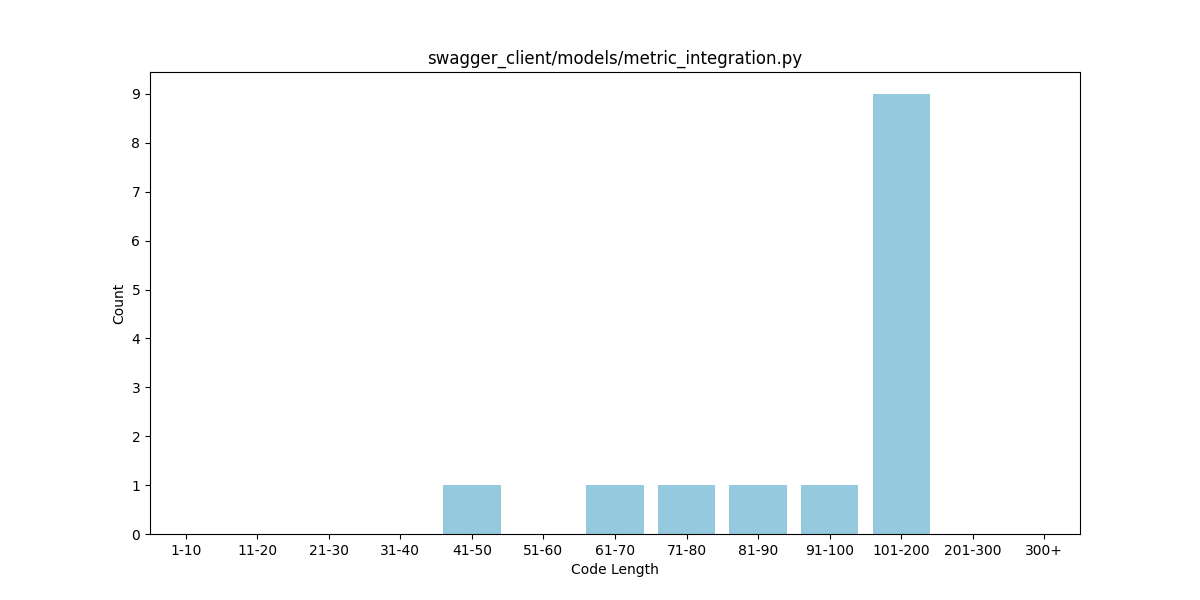 swagger_client/models/metric_integration.py
9
8
7
6
5
4
3
2
1
0
Count
1-10 11-20 21-30 31-40 41-50 51-60 61-70 71-80 81-90 91-100 101-200 201-300 300+
Code Length